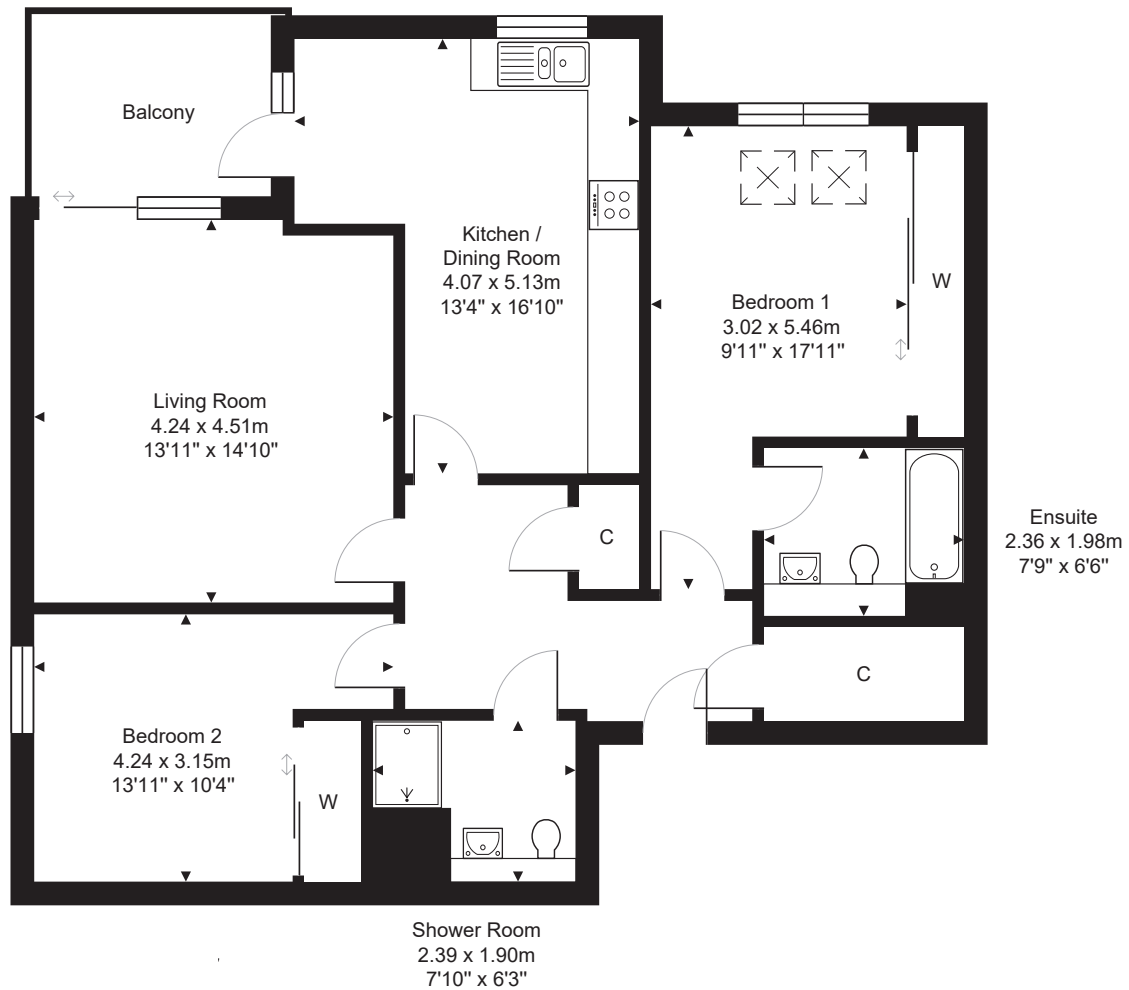 Balcony
Kitchen /
Dining Room
4.07 x 5.13m
13'4" x 16'10"
Bedroom 1
3.02 x 5.46m
9'11" x 17'11"
W
Living Room
4.24 x 4.51m
13'11" x 14'10"
C
Ensuite
2.36 x 1.98m
7'9" x 6'6"
C
Bedroom 2
4.24 x 3.15m
13'11" x 10'4"
W
Shower Room
2.39 x 1.90m
7'10" x 6'3"